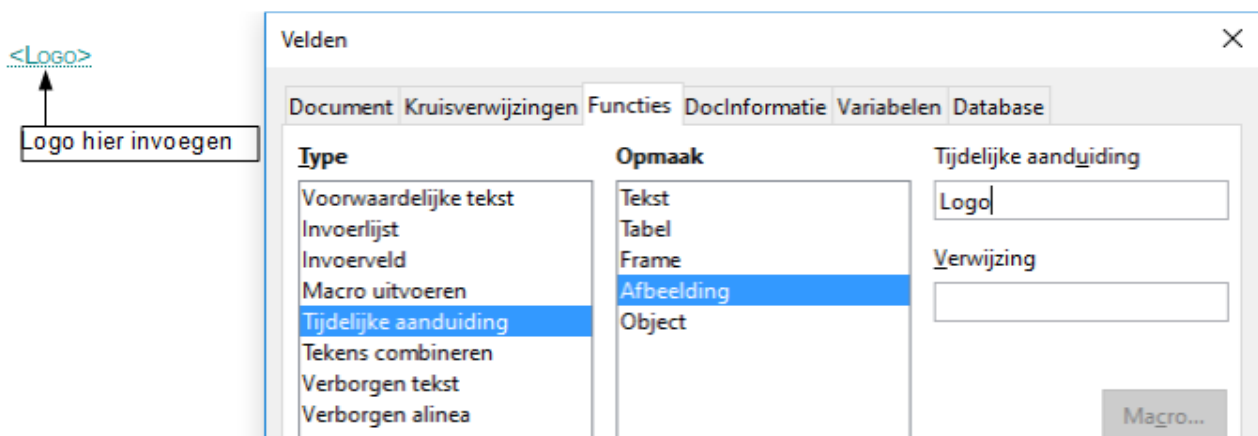 <LOGO>
Logo hier invoegen
Velden
Document Kruisverwijzingen Functies DocInformatie Variabelen Database
Type
Voorwaardelijke tekst
Invoerlijst
Invoerveld
Macro uitvoeren
Tijdelijke aanduiding
Tekens combineren
Verborgen tekst
Verborgen alinea
Opmaak
Tekst
Tabel
Frame
Afbeelding
Object
Tijdelijke aanduiding
Logo
Verwijzing
Macro...